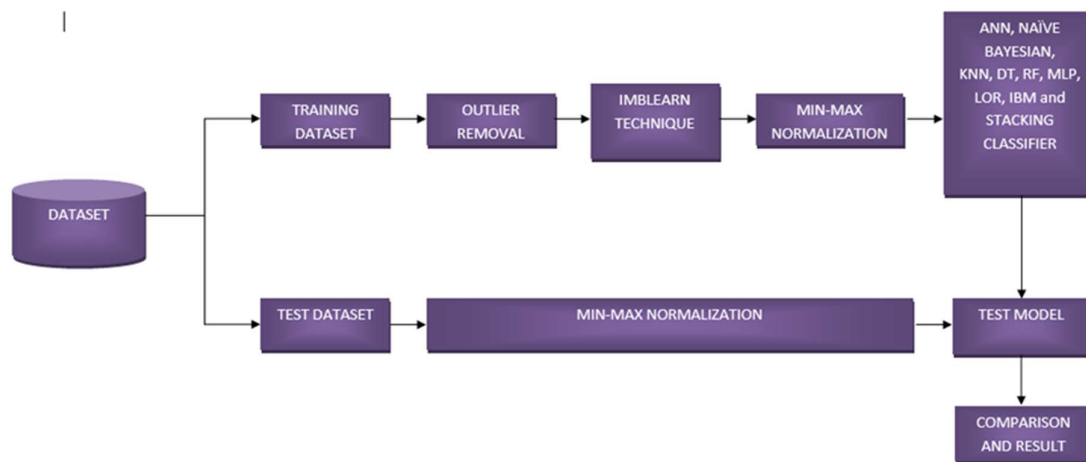 DATASET
TRAINING
DATASET
OUTLIER
REMOVAL
IMBLEARN
TECHNIQUE
MIN-MAX
NORMALIZATION
ANN, NAÏVE
BAYESIAN,
KNN, DT, RF, MLP,
LOR, IBM and
STACKING
CLASSIFIER
TEST DATASET
MIN-MAX NORMALIZATION
TEST MODEL
COMPARISON
AND RESULT